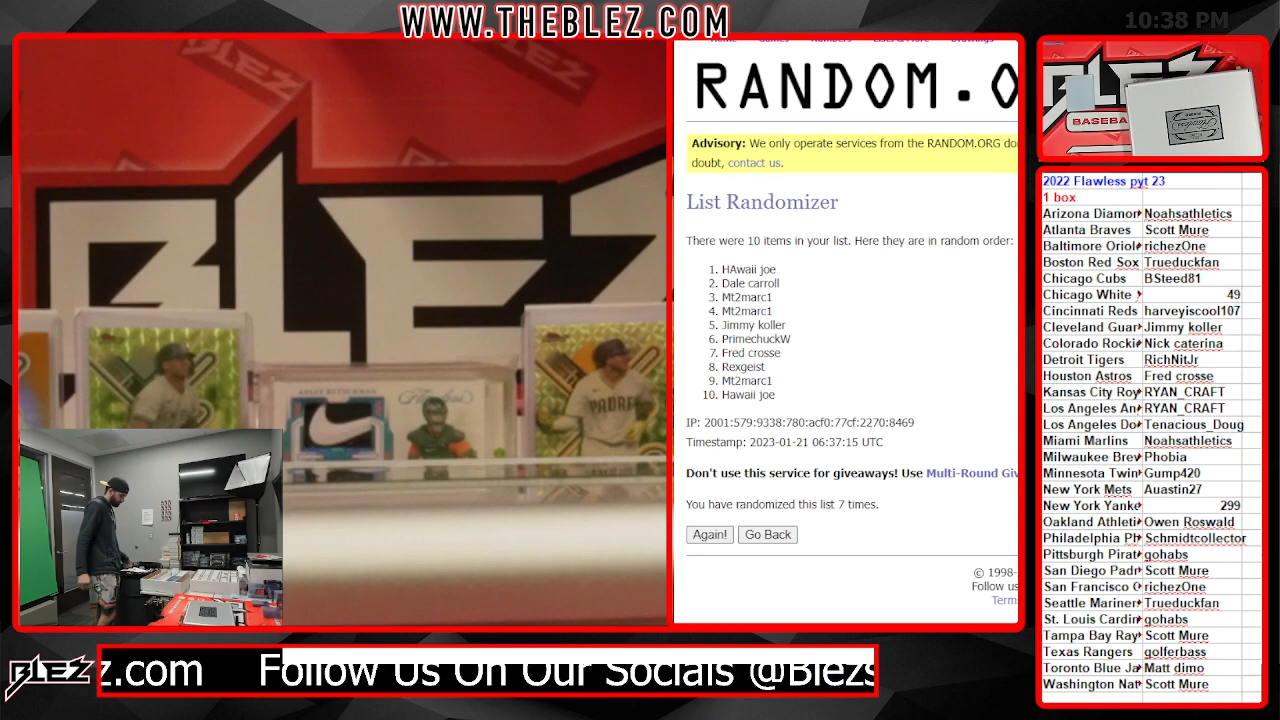 WWW.THEBLEZ.COM
10:38 PM
BLEZ
BLEZ
Flawless
PADRES
RANDOM.O
Advisory: We only operate services from the RANDOM.ORG do
doubt, contact us.
List Randomizer
There were 10 items in your list. Here they are in random order:
1. HAwaii joe
2. Dale carroll
3. Mt2marc1
4. Mt2marc1
5. Jimmy koller
6. PrimechuckW
7. Fred crosse
8. Rexgeist
9. Mt2marc1
10. Hawaii joe
IP: 2001:579:9338:780:acf0:77cf:2270:8469
Timestamp: 2023-01-21 06:37:15 UTC
Don't use this service for giveaways! Use Multi-Round Giv
You have randomized this list 7 times.
Again! Go Back
© 1998-
Follow us
Terms
BLEZ
BASEBA
2022 Flawless pyt 23
1 box
Arizona Diamon Noahsathletics
Atlanta Braves Scott Mure
Baltimore Oriol richezOne
Boston Red Sox Trueduckfan
Chicago Cubs BSteed81
Chicago White 49
Cincinnati Reds harveyiscool107
Cleveland Guar Jimmy koller
Colorado Rocki Nick caterina
Detroit Tigers RichNitJr
Houston Astros Fred crosse
Kansas City Roy RYAN_CRAFT
Los Angeles An RYAN_CRAFT
Los Angeles Do Tenacious_Doug
Miami Marlins Noahsathletics
Milwaukee Brew Phobia
Minnesota Twin Gump420
New York Mets Auastin27
New York Yanke 299
Oakland Athleti Owen Roswald
Philadelphia Ph Schmidtcollector
Pittsburgh Pirat gohabs
San Diego Padr Scott Mure
San Francisco G richezOne
Seattle Mariner Trueduckfan
St. Louis Cardin gohabs
Tampa Bay Ray Scott Mure
Texas Rangers golferbass
Toronto Blue Ja Matt dimo
Washington Nat Scott Mure
BLEZ
z.com Follow Us On Our Socials @Blezs